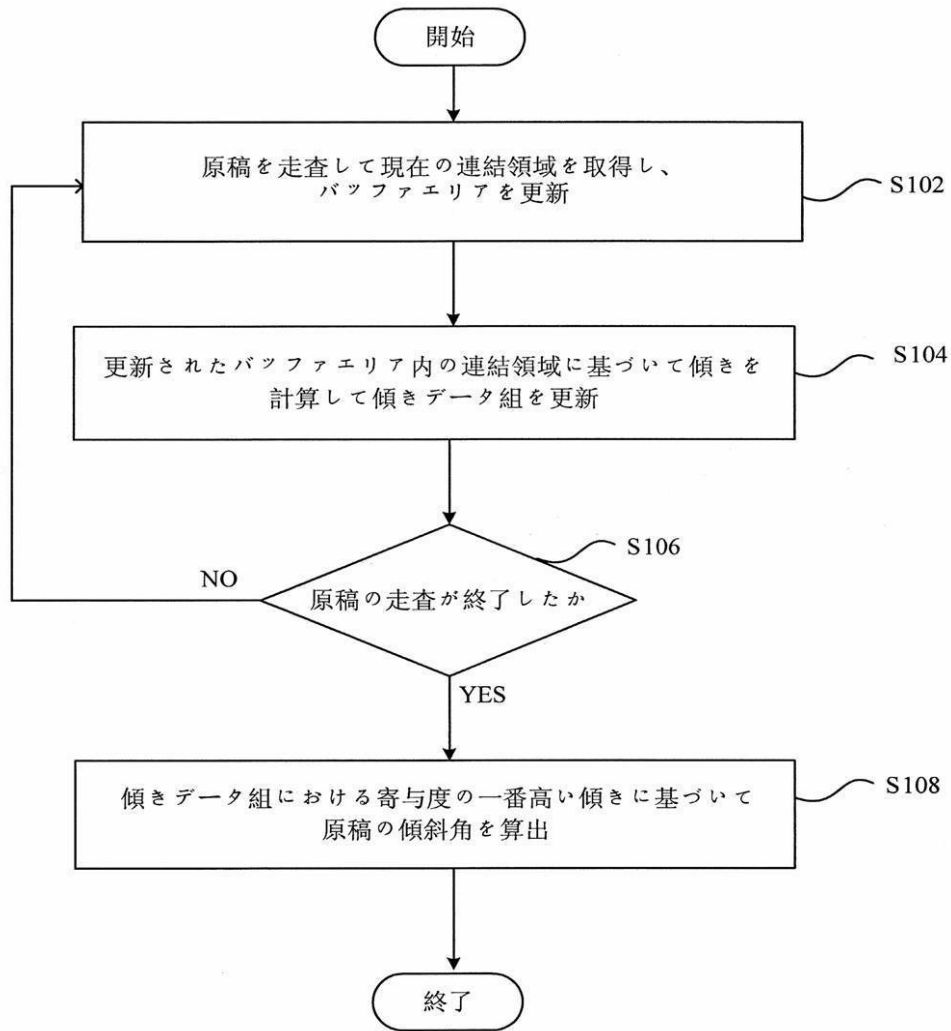 開始
原稿を走査して現在の連結領域を取得し、
バッファエリアを更新
S102
更新されたバッファエリア内の連結領域に基づいて傾きを
計算して傾きデータ組を更新
S104
S106
NO
原稿の走査が終了したか
YES
傾きデータ組における寄与度の一番高い傾きに基づいて
原稿の傾斜角を算出
S108
終了